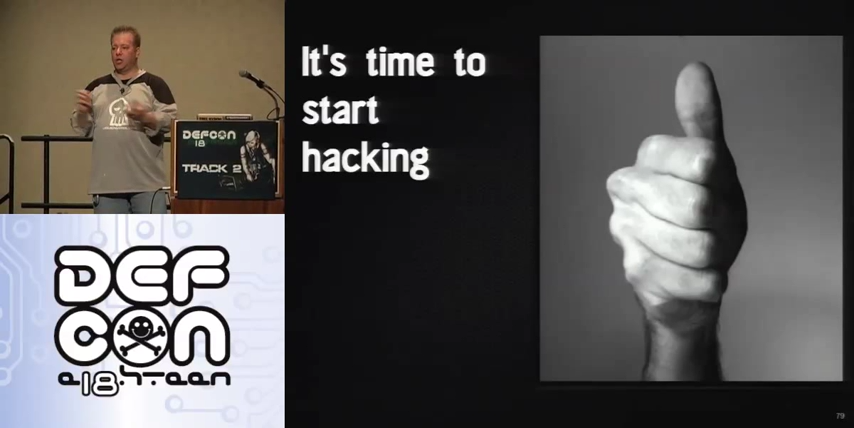 DEFCON
18
TRACK 2
DEF
CON
e18hteen
It's time to
start
hacking
79